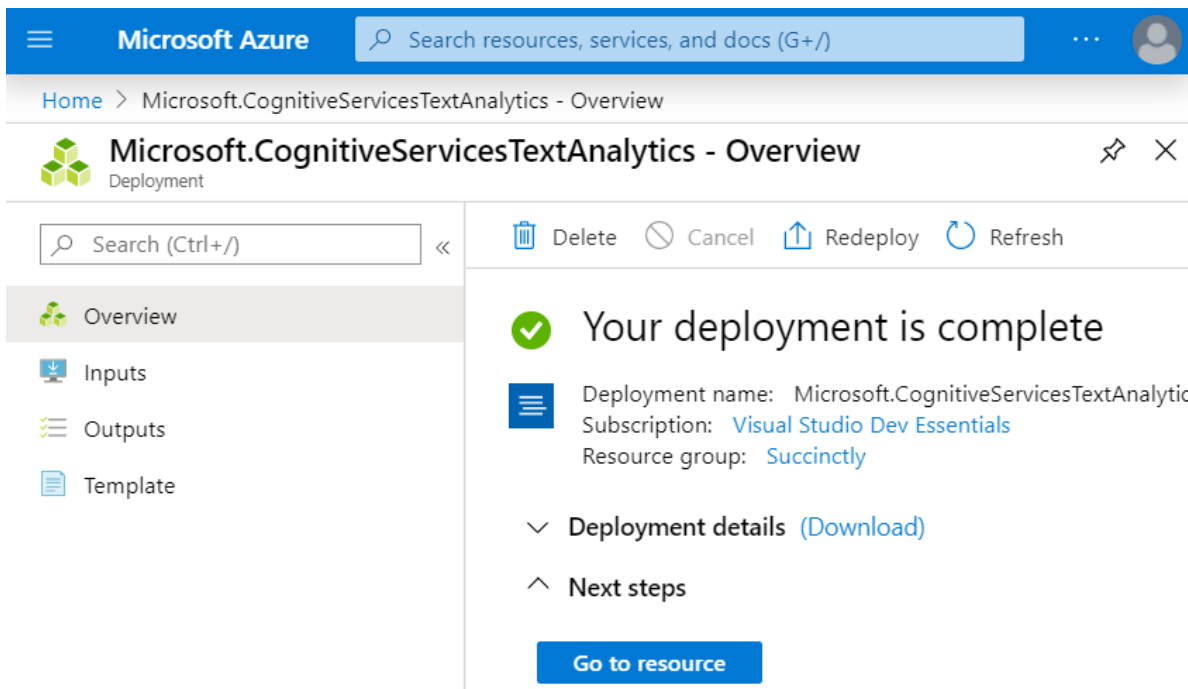 Microsoft Azure
Search resources, services, and docs (G+/)
Home > Microsoft.CognitiveServicesTextAnalytics - Overview
Microsoft.CognitiveServicesTextAnalytics - Overview
Deployment
Search (Ctrl+/)
Overview
Inputs
Outputs
Template
Delete Cancel Redeploy Refresh
Your deployment is complete
Deployment name: Microsoft.CognitiveServicesTextAnalytic
Subscription: Visual Studio Dev Essentials
Resource group: Succinctly
Deployment details (Download)
Next steps
Go to resource